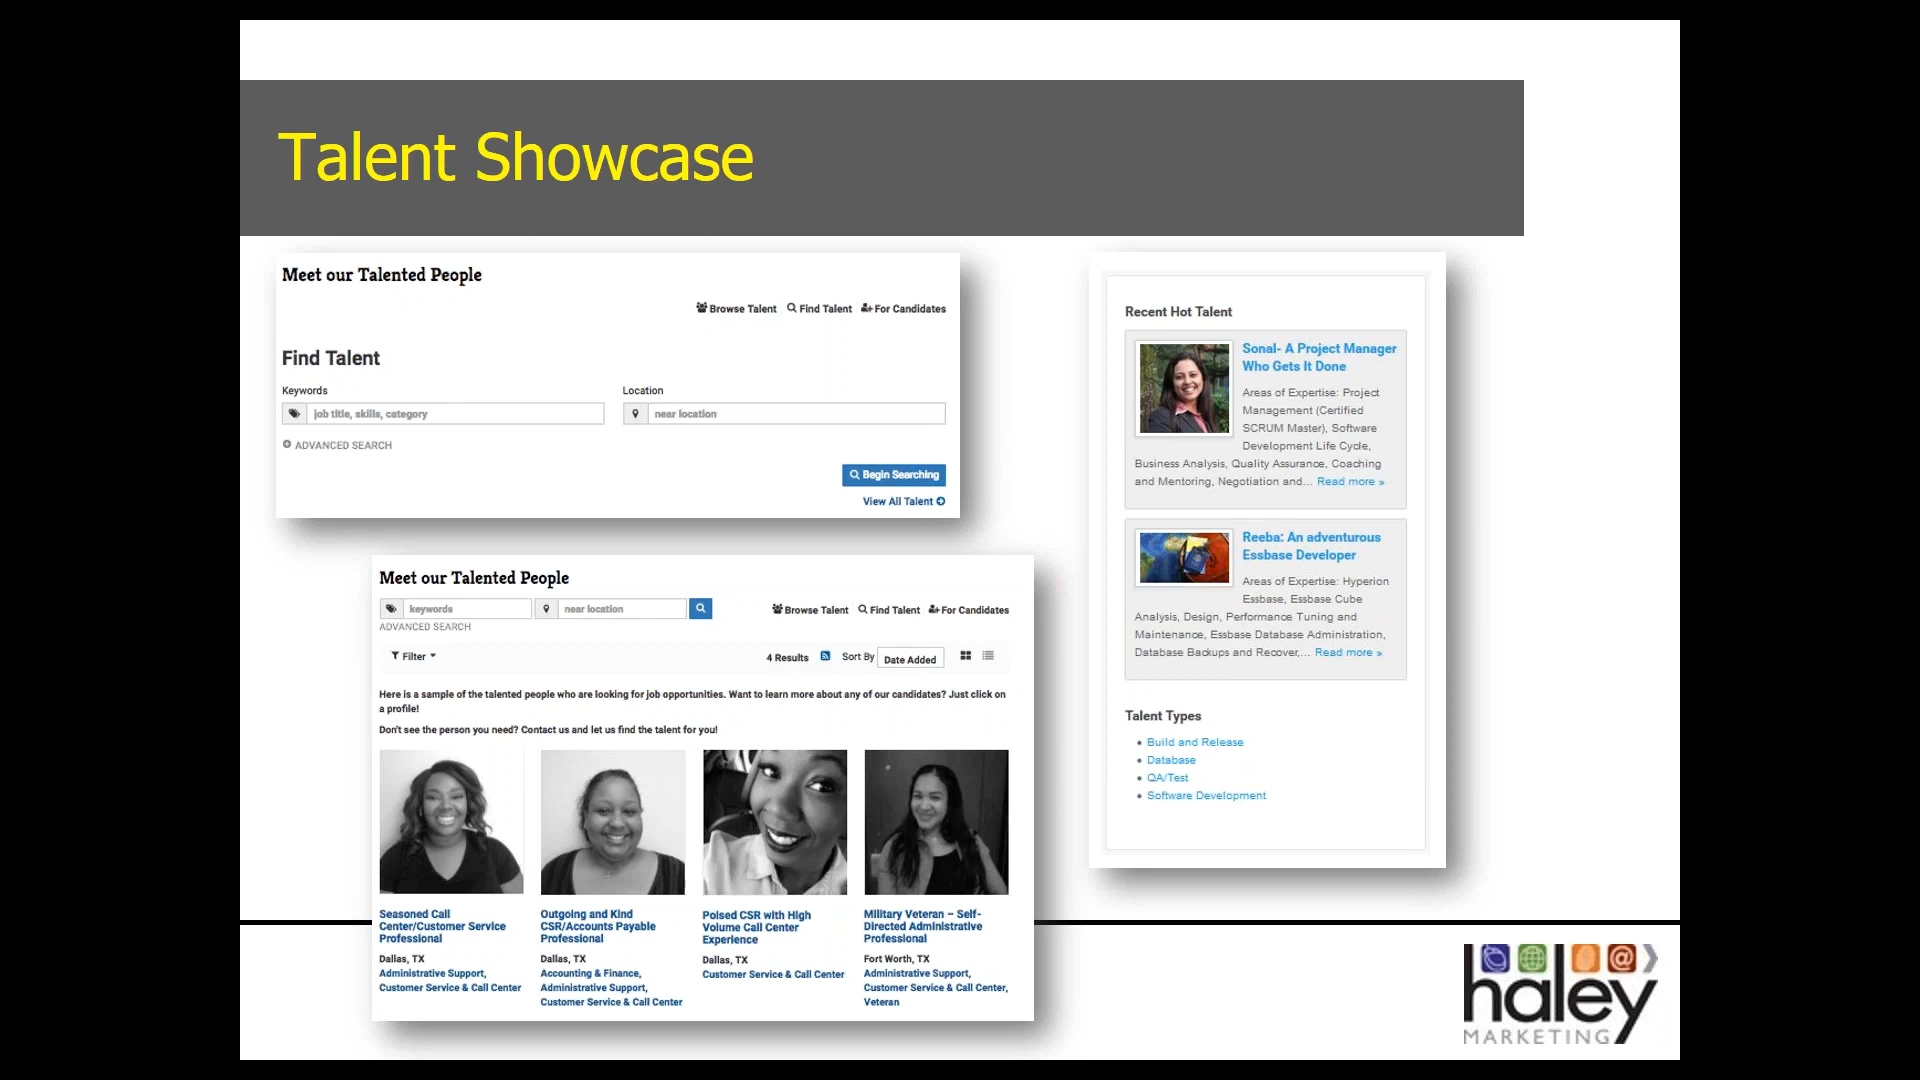 Talent Showcase
Meet our Talented People
Browse Talent Find Talent For Candidates
Find Talent
Keywords
job title, skills, category
Location
near location
ADVANCED SEARCH
Begin Searching
View All Talent
Meet our Talented People
keywords
near location
Browse Talent Find Talent For Candidates
ADVANCED SEARCH
Filter
4 Results
Sort By
Date Added
Here is a sample of the talented people who are looking for job opportunities. Want to learn more about any of our candidates? Just click on
a profile!
Don't see the person you need? Contact us and let us find the talent for you!
Seasoned Call
Center/Customer Service
Professional
Dallas, TX
Administrative Support,
Customer Service & Call Center
Outgoing and Kind
CSR/Accounts Payable
Professional
Dallas, TX
Accounting & Finance,
Administrative Support,
Customer Service & Call Center
Poised CSR with High
Volume Call Center
Experience
Dallas, TX
Customer Service & Call Center
Military Veteran – Self-
Directed Administrative
Professional
Fort Worth, TX
Administrative Support,
Customer Service & Call Center,
Veteran
Recent Hot Talent
Sonal- A Project Manager
Who Gets It Done
Areas of Expertise: Project
Management (Certified
SCRUM Master), Software
Development Life Cycle,
Business Analysis, Quality Assurance, Coaching
and Mentoring, Negotiation and... Read more »
Reeba: An adventurous
Essbase Developer
Areas of Expertise: Hyperion
Essbase, Essbase Cube
Analysis, Design, Performance Tuning and
Maintenance, Essbase Database Administration,
Database Backups and Recover,... Read more »
Talent Types
• Build and Release
• Database
• QA/Test
• Software Development
haley
MARKETING